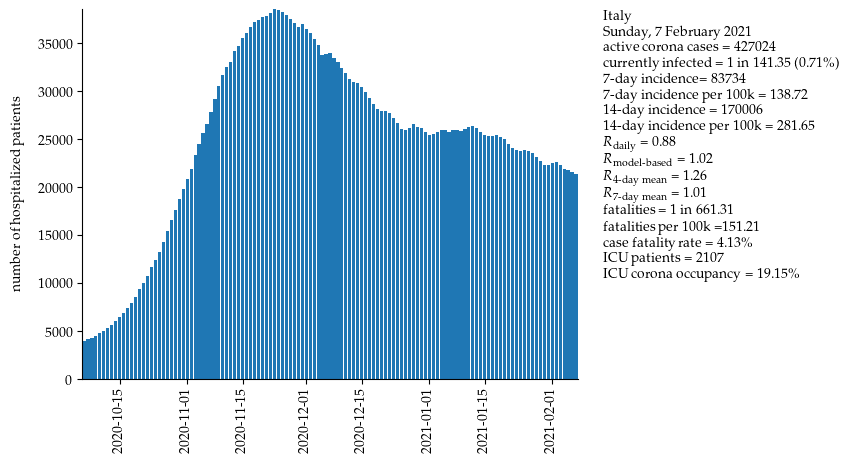 Italy
Sunday, 7 February 2021
active corona cases = 427024
currently infected = 1 in 141.35 (0.71%)
7-day incidence= 83734
7-day incidence per 100k = 138.72
14-day incidence = 170006
14-day incidence per 100k = 281.65
R daily = 0.88
R model-based = 1.02
R 4-day mean = 1.26
R 7-day mean = 1.01
fatalities = 1 in 661.31
fatalities per 100k =151.21
case fatality rate = 4.13%
ICU patients = 2107
ICU corona occupancy = 19.15%
number of hospitalized patients
35000
30000
25000
20000
15000
10000
5000
0
2020-10-15
2020-11-01
2020-11-15
2020-12-01
2020-12-15
2021-01-01
2021-01-15
2021-02-01